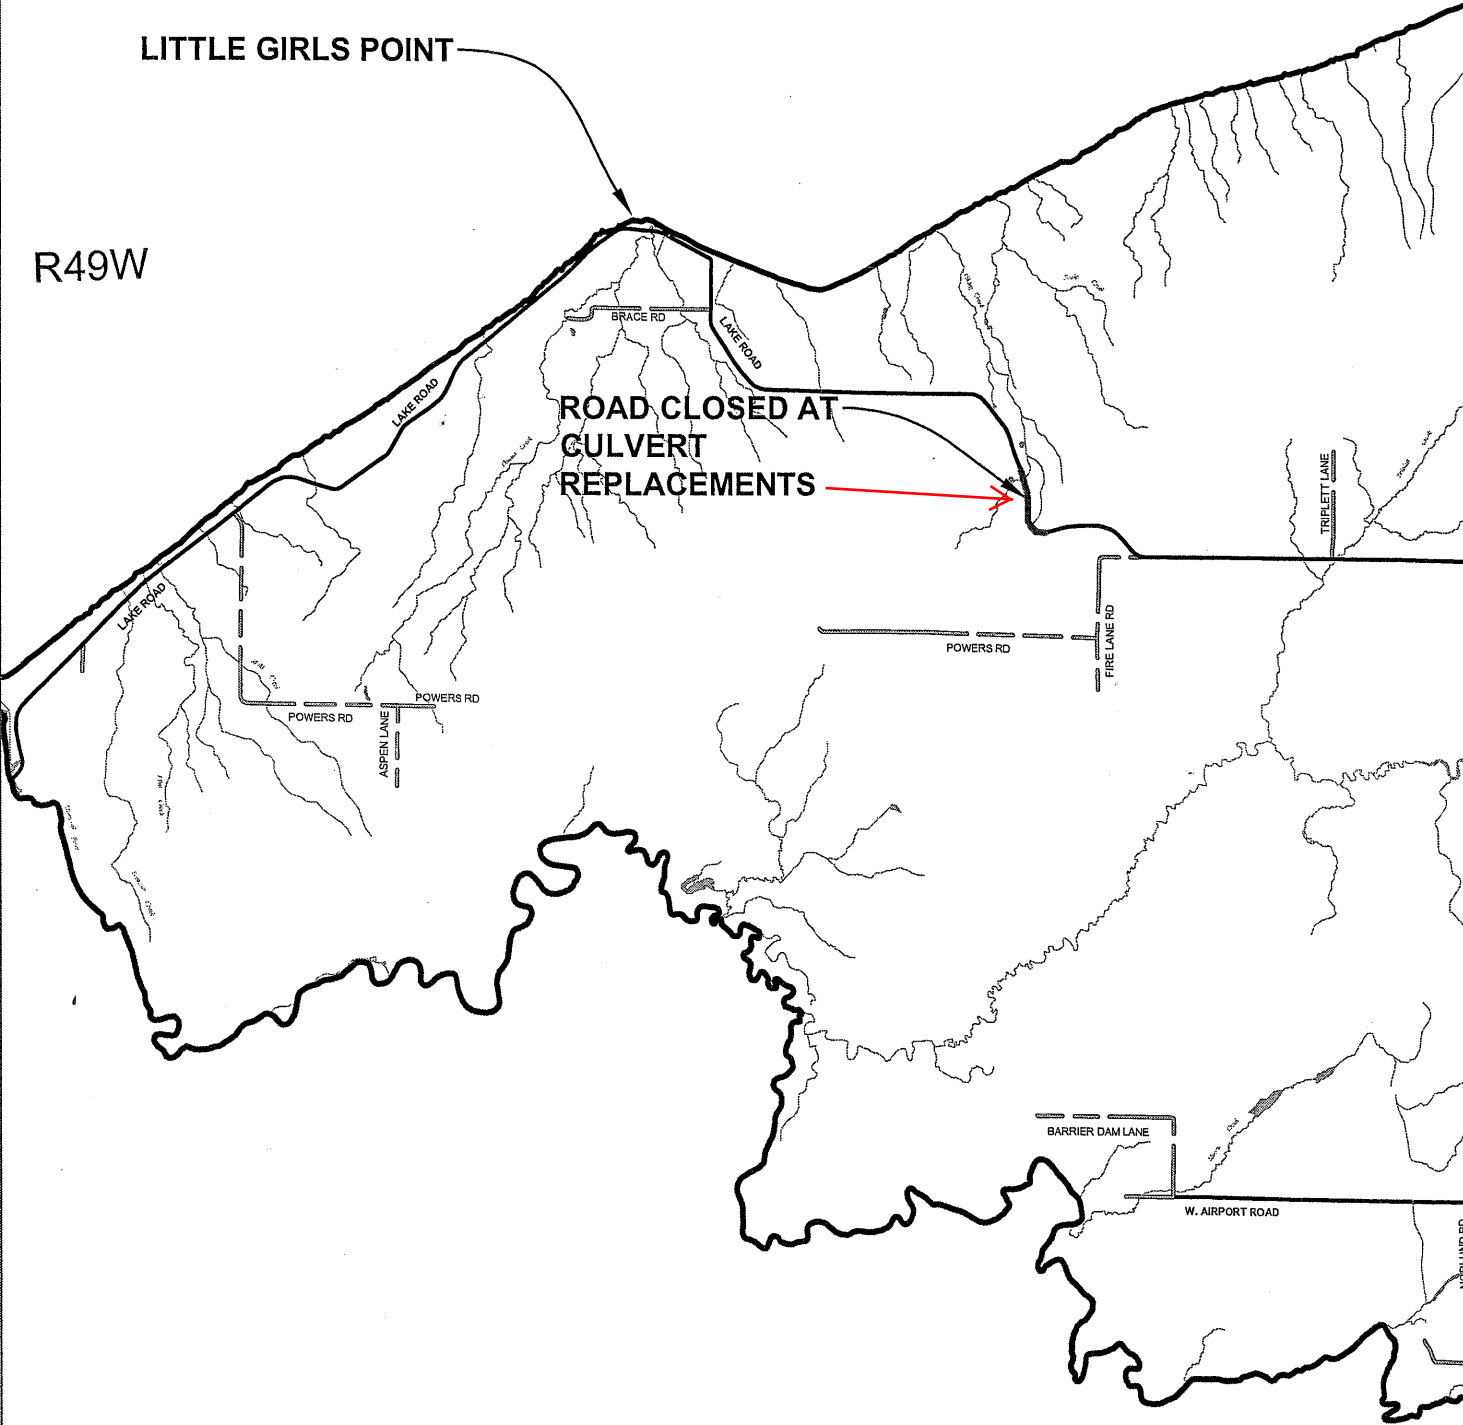 LITTLE GIRLS POINT
R49W
BRACE RD
LAKE ROAD
LAKE ROAD
ROAD CLOSED AT
CULVERT
REPLACEMENTS
TRIPLETT LANE
LAKE ROAD
POWERS RD
FIRE LANE RD
POWERS RD
POWERS RD
ASPEN LANE
BARRIER DAM LANE
W. AIRPORT ROAD